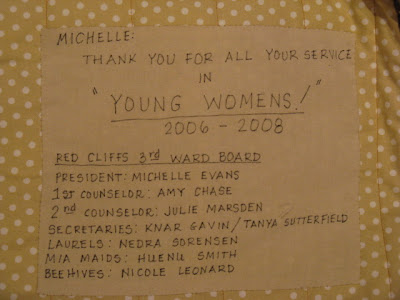 MICHELLE:
THANK YOU FOR ALL YOUR SERVICE
IN
"YOUNG WOMENS!"
2006 - 2008
RED CLIFFS 3rd WARD BOARD
PRESIDENT: MICHELLE EVANS
1st COUNSELOR: AMY CHASE
2nd COUNSELOR: JULIE MARSDEN
SECRETARIES: KNAR GAVIN / TANYA SUTTERFIELD
LAURELS: NEDRA SORENSEN
MIA MAIDS: HUENU SMITH
BEEHIVES: NICOLE LEONARD